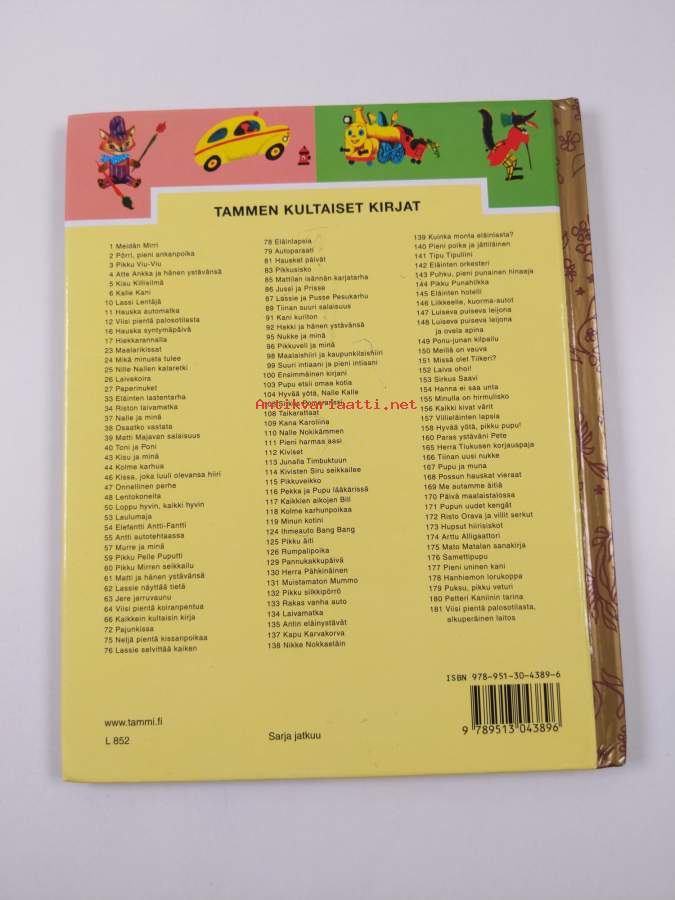 TAMMEN KULTAISET KIRJAT
1 Meidän Mirri
2 Pörri, pieni ankanpoika
3 Pikku Viu-Viu
4 Atte Ankka ja hänen ystävänsä
5 Kisu Killisilmä
6 Kalle Kani
10 Lassi Leritäjä
11 Hauska automatka
12 Viisi pientä palosotilasta
16 Hauska syntymäpäivä
17 Hiekkarannalla
23 Maalarikissat
24 Mikä minusta tulee
25 Nille Nallen kalaretki
26 Laivakoira
27 Paperinuket
33 Eläinten lastentarha
34 Riston laivamatka
37 Nalle ja minä
38 Osaatko vastata
39 Matti Majavan salaisuus
40 Toni ja Poni
43 Kisu ja minä
44 Kolme karhua
46 Kissa, joka luuli olevansa hiiri
47 Onnellinen perhe
48 Lentokoneita
50 Loppu hyvin, kaikki hyvin
53 Laulumaja
54 Elefantti Antti-Fantti
55 Antti autotehtaassa
57 Murre ja minä
59 Pikku Pelle Puputti
60 Pikku Mirren seikkailu
61 Matti ja hänen ystävänsä
62 Lassie näyttää tietä
63 Jere jarruvaunu
64 Viisi pientä koiranpentua
66 Kaikkein kultaisin kirja
72 Pajunkissa
75 Neljä pientä kissanpoikaa
76 Lassie selvittää kaiken
78 Eläinlapsia
79 Autoparaati
81 Hauskat päivät
83 Pikkusisko
85 Mattilan isännän karjatarha
86 Jussi ja Prisse
87 Lassie ja Pusse Pesukarhu
89 Tiinan suuri salaisuus
91 Kani kuriton
92 Hekki ja hänen ystävänsä
95 Nukke ja minä
96 Pikkuveli ja minä
98 Maalaishiiri ja kaupunkilaishiiri
99 Suuri intiaani ja pieni intiaani
100 Ensimmäinen kirjani
103 Pupu etsii omaa kotia
104 Hyvää yötä, Nalle Kalle
108 Taikarattaat
109 Kana Karoliina
110 Nalle Nokikämmen
111 Pieni harmaa aasi
112 Kiviset
113 Junalla Timbuktuun
114 Kivisten Siru seikkailee
115 Pikkuveikko
116 Pekka ja Pupu lääkärissä
117 Kaikkien aikojen Bill
118 Kolme karhunpoikaa
119 Minun kotini
124 Ihmeauto Bang Bang
125 Pikku äiti
126 Rumpalipoika
129 Pannukakkupäivä
130 Herra Pähkinäinen
131 Muistamaton Mummo
132 Pikku silkkipörrö
133 Rakas vanha auto
134 Laivamatka
135 Arilin eläinystävät
137 Kapu Karvakorva
138 Nikke Nokkaeläin
139 Kuinka monta eläinlasta?
140 Pieni poika ja jättiläinen
141 Tipu Tipuliini
142 Eläinten orkesteri
143 Puhku, pieni punainen hinaaja
144 Pikku Punahilkka
145 Eläinten hotelli
146 Liikkeelle, kuorma-autot
147 Luiseva puiseva leijona
148 Luiseva puiseva leijona
ja ovela apina
149 Ponu-junan kilpailu
150 Meillä on vauva
151 Missä olet Tiikeri?
152 Laiva ohoi!
153 Sirkus Saavi
154 Hanna ei saa unta
155 Minulla on hirmulisko
156 Kaikki kivat värit
157 Villieläinten lapsia
158 Hyvää yötä, pikku pupu!
160 Paras ystäväni Pete
165 Herra Tiukusen korjauspaja
166 Tiinan uusi nukke
167 Pupu ja muna
168 Possun hauskat vieraat
169 Me autamme äitiä
170 Päivä maalaistalossa
171 Pupun uudet kengät
172 Risto Orava ja villit serkut
173 Hupsut hiirisiskot
174 Arttu Alligaattori
175 Mato Matalan sanakirja
176 Samettipupu
177 Pieni uninen kani
178 Hanhiemon lorukoppa
179 Puksu, pikku veturi
180 Petteri Kaniinin tarina
181 Viisi pientä palosotilasta,
alkuperäinen laitos
Antikvariaatti.net
ISBN 978-951-30-4389-6
9 789513 043896
www.tammi.fi
L 852
Sarja jatkuu